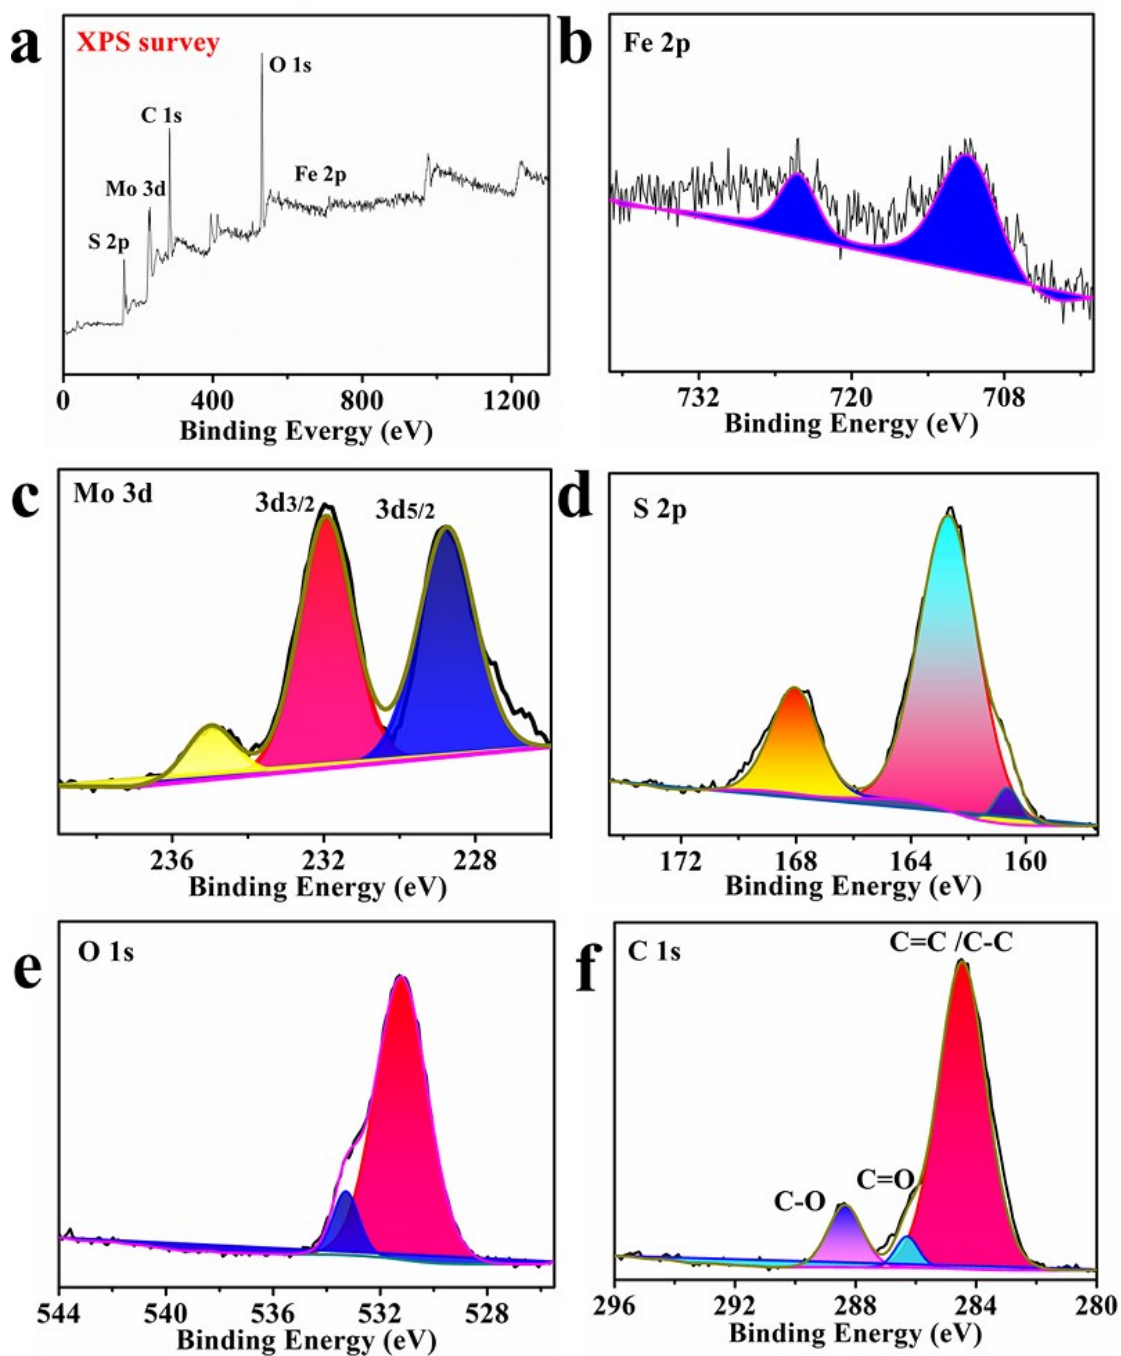 a
XPS survey
O 1s
C 1s
Fe 2p
Mo 3d
S 2p
0 400 800 1200
Binding Evergy (eV)
b
Fe 2p
732 720 708
Binding Energy (eV)
c
Mo 3d
3d3/2
3d5/2
236 232 228
Binding Energy (eV)
d
S 2p
172 168 164 160
Binding Energy (eV)
e
O 1s
544 540 536 531 528
Binding Energy (eV)
f
C 1s
C=C /C-C
C=O
C-O
296 292 288 284 280
Binding Energy (eV)